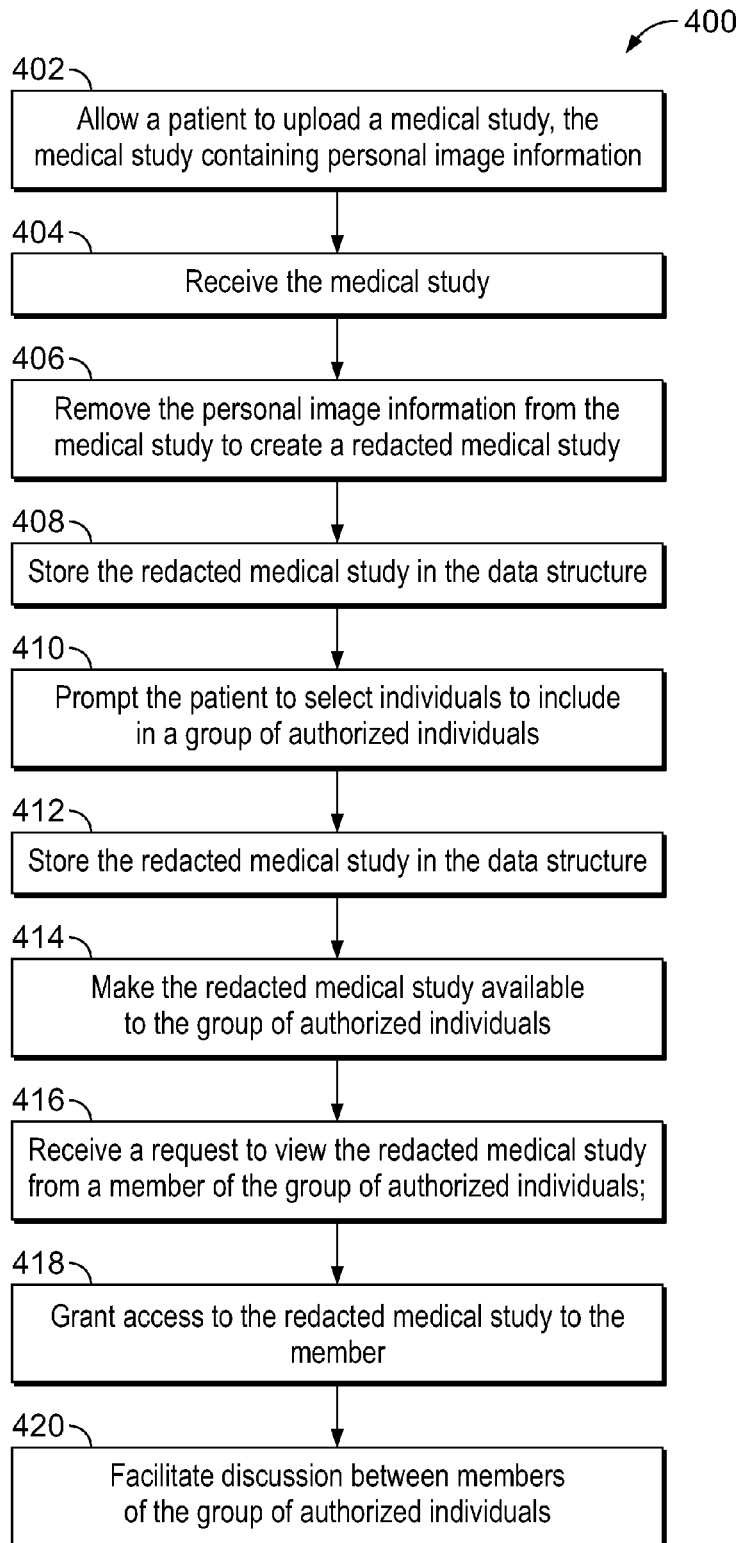 400
402
Allow a patient to upload a medical study, the
medical study containing personal image information
404
Receive the medical study
406
Remove the personal image information from the
medical study to create a redacted medical study
408
Store the redacted medical study in the data structure
410
Prompt the patient to select individuals to include
in a group of authorized individuals
412
Store the redacted medical study in the data structure
414
Make the redacted medical study available
to the group of authorized individuals
416
Receive a request to view the redacted medical study
from a member of the group of authorized individuals;
418
Grant access to the redacted medical study to the
member
420
Facilitate discussion between members
of the group of authorized individuals